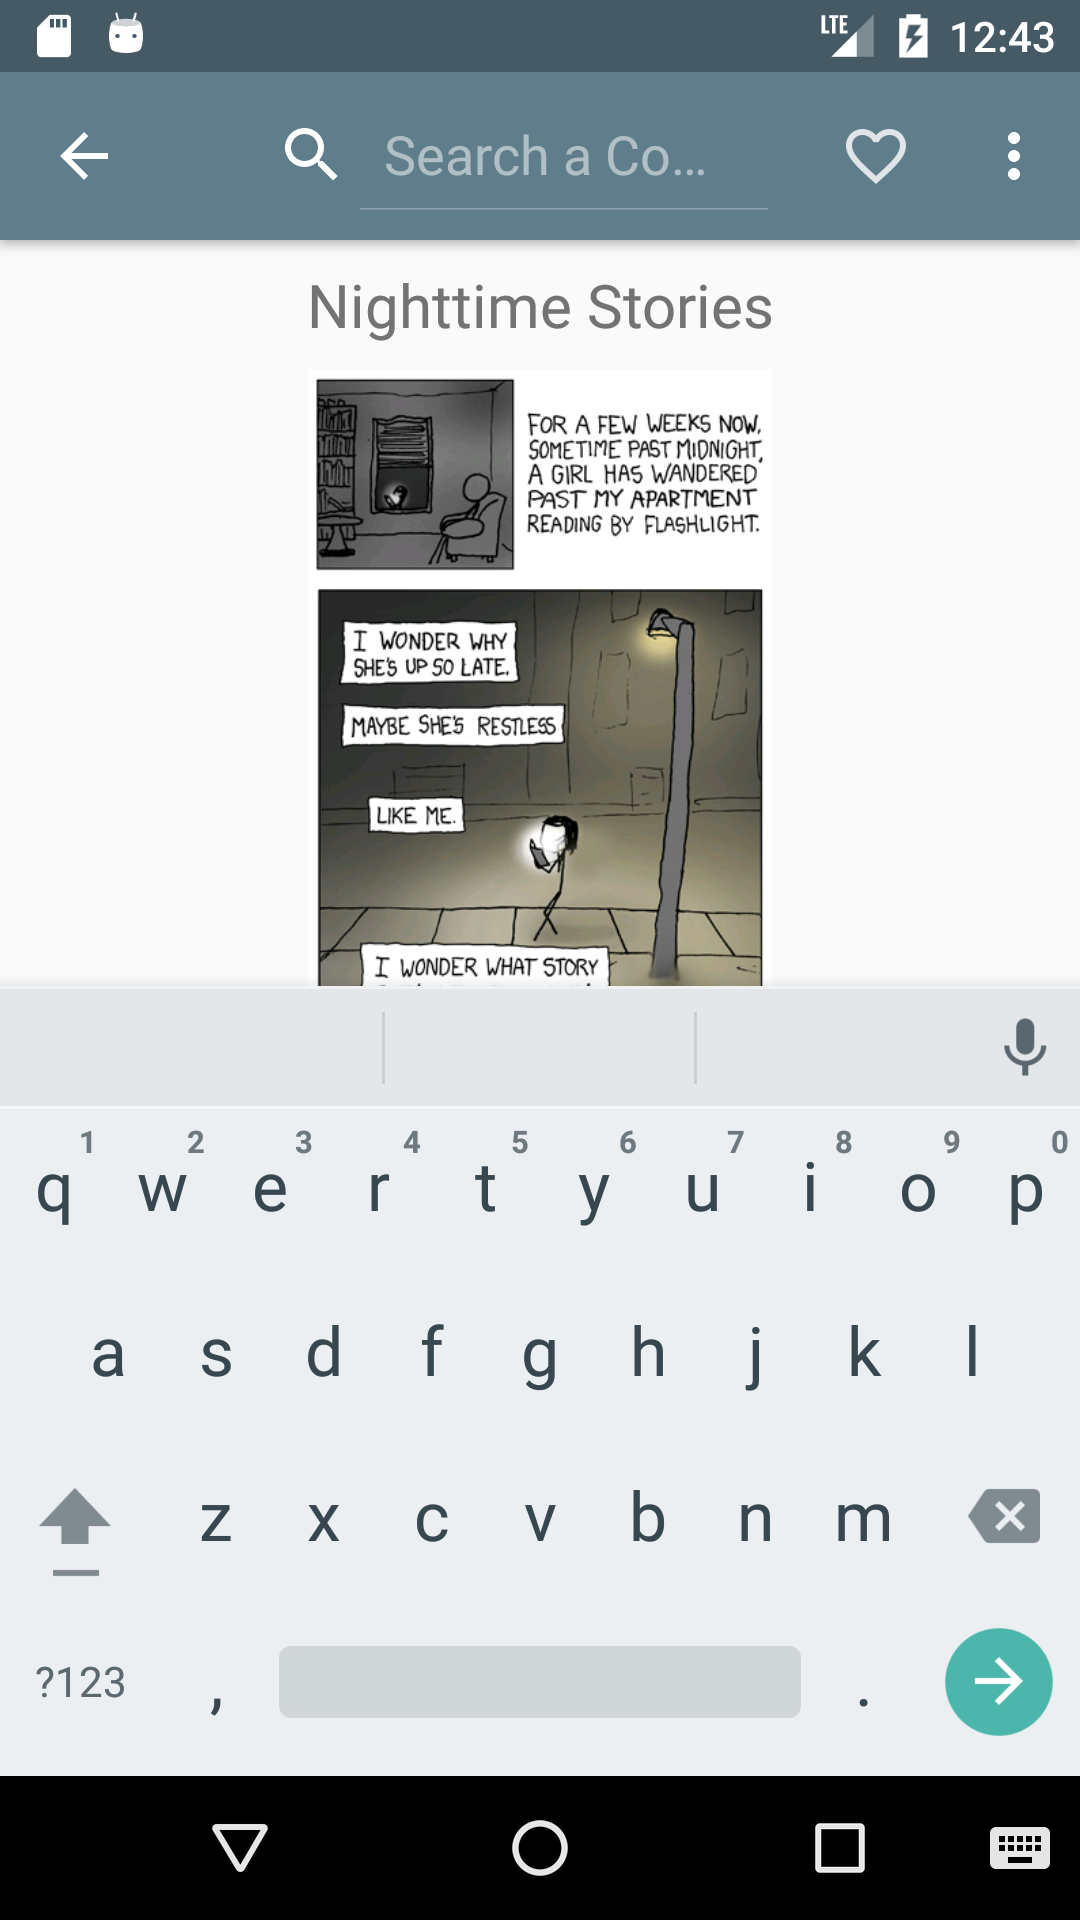 LTE 12:43
Search a Co...
Nighttime Stories
FOR A FEW WEEKS NOW,
SOMETIME PAST MIDNIGHT,
A GIRL HAS WANDERED
PAST MY APARTMENT
READING BY FLASHLIGHT.
I WONDER WHY
SHE'S UP SO LATE.
MAYBE SHE'S RESTLESS
LIKE ME.
I WONDER WHAT STORY
1 2 3 4 5 6 7 8 9 0
q w e r t y u i o p
a s d f g h j k l
z x c v b n m
?123 , .